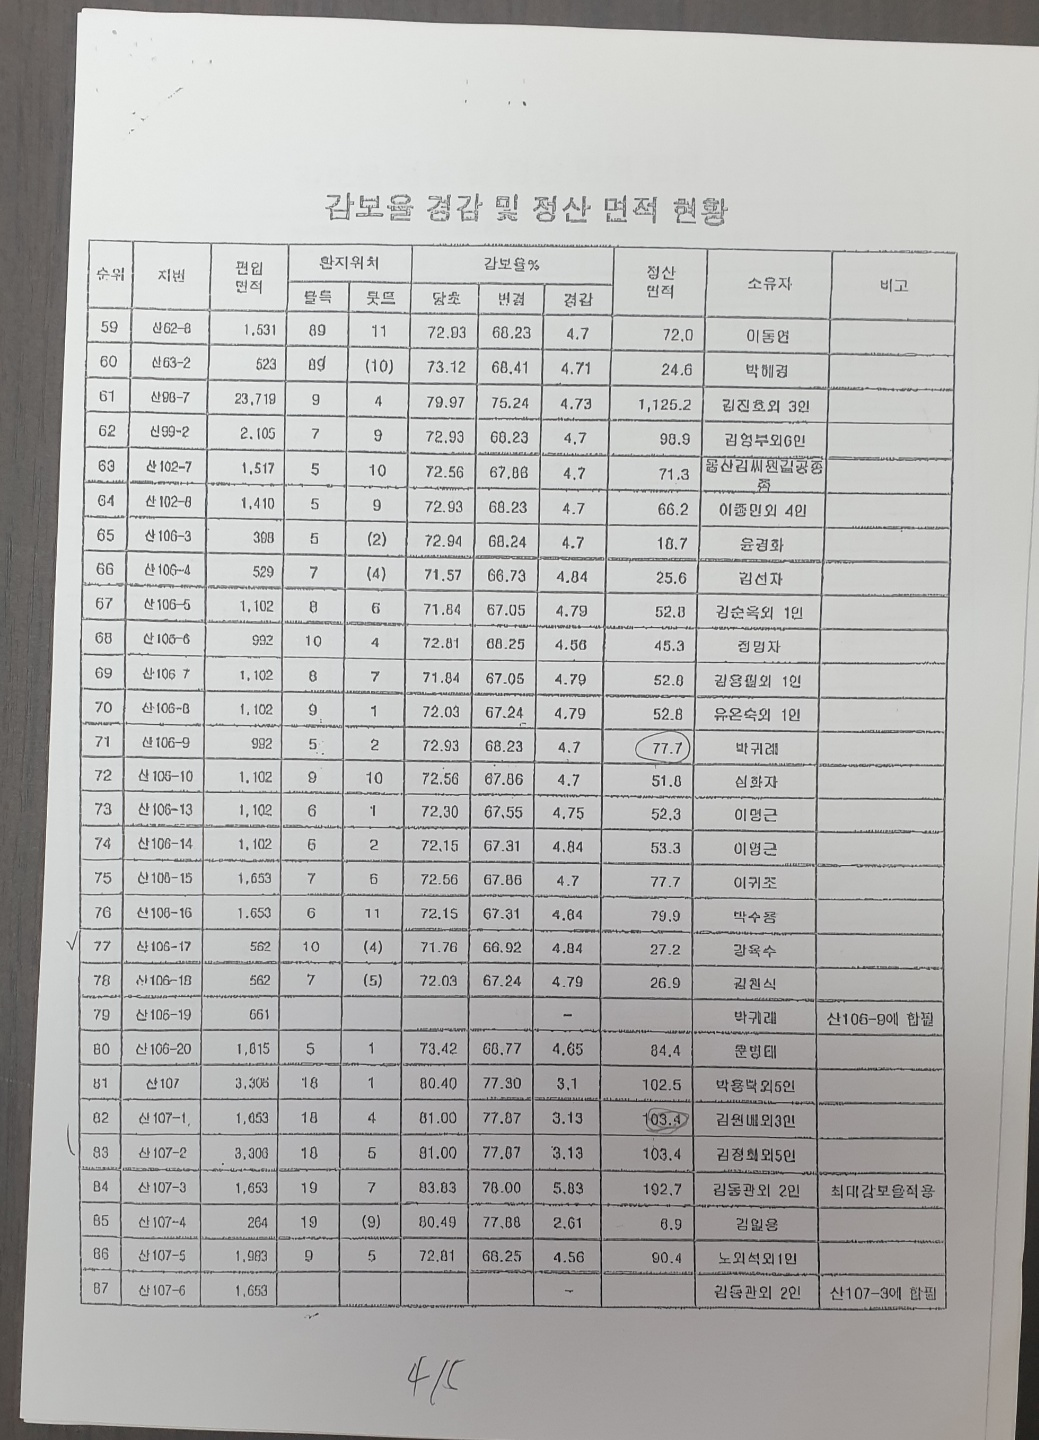 감보율 경감 및 정산 면적 현황
순위 지번 편입면적 환지위치 감보율% 정산면적 소유자 비고
블록 롯트 당초 변경 경감
59 산62-8 1,531 89 11 72.93 68.23 4.7 72.0 이동연
60 산63-2 523 89 (10) 73.12 68.41 4.71 24.6 박혜경
61 산98-7 23,719 9 4 79.97 75.24 4.73 1,125.2 김진호외 3인
62 산99-2 2,105 7 9 72.93 68.23 4.7 98.9 김영부외6인
63 산102-7 1,517 5 10 72.56 67.86 4.7 71.3
64 산102-8 1,410 5 9 72.93 68.23 4.7 66.2 이종민외 4인
65 산106-3 398 5 (2) 72.94 68.24 4.7 18.7 윤경화
66 산106-4 529 7 (4) 71.57 66.73 4.84 25.6 김선자
67 산106-5 1,102 8 6 71.84 67.05 4.79 52.8 김순옥외 1인
68 산106-6 992 10 4 72.81 68.25 4.56 45.3 정명자
69 산106 7 1,102 8 7 71.84 67.05 4.79 52.8 김용필외 1인
70 산106-8 1,102 9 1 72.03 67.24 4.79 52.8 유온숙외 1인
71 산106-9 992 5 2 72.93 68.23 4.7 77.7 박귀례
72 산106-10 1,102 9 10 72.56 67.86 4.7 51.8 심화자
73 산106-13 1,102 6 1 72.30 67.55 4.75 52.3 이영근
74 산106-14 1,102 6 2 72.15 67.31 4.84 53.3 이영근
75 산106-15 1,653 7 6 72.56 67.86 4.7 77.7 이귀조
76 산106-16 1.653 6 11 72.15 67.31 4.84 79.9 박수용
77 산106-17 562 10 (4) 71.76 66.92 4.84 27.2 강육수
78 산106-18 562 7 (5) 72.03 67.24 4.79 26.9 김천식
79 산106-19 661 - 박귀례 산106-9에 합필
80 산106-20 1,815 5 1 73.42 68.77 4.65 84.4 문병태
81 산107 3,306 18 1 80.40 77.30 3.1 102.5 박용덕외5인
82 산107-1 1,653 18 4 81.00 77.87 3.13 103.4 김원배외3인
83 산107-2 3,306 18 5 81.00 77.87 3.13 103.4 김정희외5인
84 산107-3 1,653 19 7 83.83 78.00 5.83 192.7 김동관외 2인 최대감보율적용
85 산107-4 264 19 (9) 80.49 77.88 2.61 6.9 김일용
86 산107-5 1,983 9 5 72.81 68.25 4.56 90.4 노외석외1인
87 산107-6 1,653 - 김동관외 2인 산107-3에 합필
4/5